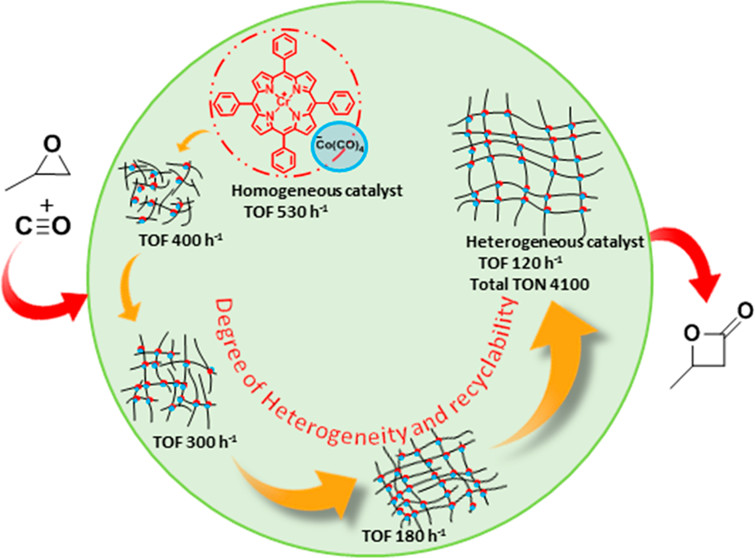 N
N
N
N
Cr
+
−
Co(CO)₄
Homogeneous catalyst
TOF 530 h⁻¹
O
+
C≡O
TOF 400 h⁻¹
TOF 300 h⁻¹
TOF 180 h⁻¹
Heterogeneous catalyst
TOF 120 h⁻¹
Total TON 4100
Degree of Heterogeneity and recyclability
O
O